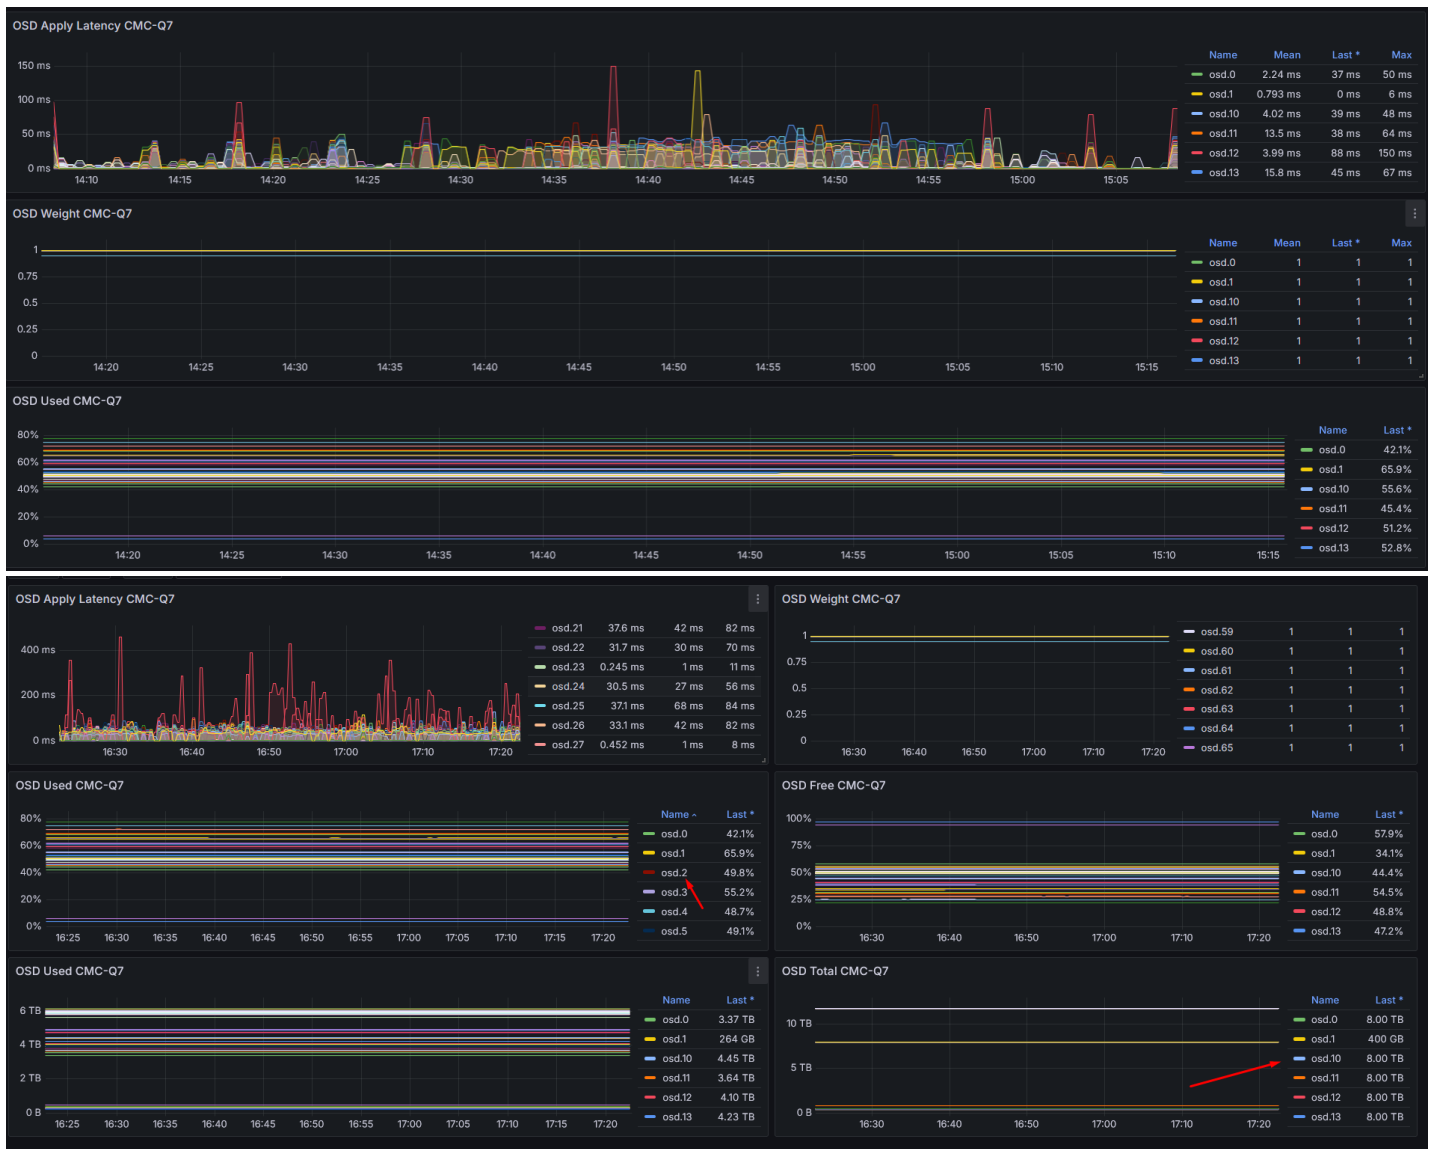 OSD Apply Latency CMC-Q7
Name Mean Last * Max
150 ms
100 ms
50 ms
0 ms
osd.0 2.24 ms 37 ms 50 ms
osd.1 0.793 ms 0 ms 6 ms
osd.10 4.02 ms 39 ms 48 ms
osd.11 13.5 ms 38 ms 64 ms
osd.12 3.99 ms 88 ms 150 ms
osd.13 15.8 ms 45 ms 67 ms
14:10 14:15 14:20 14:25 14:30 14:35 14:40 14:45 14:50 14:55 15:00 15:05
OSD Weight CMC-Q7
Name Mean Last * Max
1
0.75
0.5
0.25
0
osd.0 1 1 1
osd.1 1 1 1
osd.10 1 1 1
osd.11 1 1 1
osd.12 1 1 1
osd.13 1 1 1
14:20 14:25 14:30 14:35 14:40 14:45 14:50 14:55 15:00 15:05 15:10 15:15
OSD Used CMC-Q7
Name Last *
80%
60%
40%
20%
0%
osd.0 42.1%
osd.1 65.9%
osd.10 55.6%
osd.11 45.4%
osd.12 51.2%
osd.13 52.8%
14:20 14:25 14:30 14:35 14:40 14:45 14:50 14:55 15:00 15:05 15:10 15:15
OSD Apply Latency CMC-Q7
400 ms
200 ms
0 ms
osd.21 37.6 ms 42 ms 82 ms
osd.22 31.7 ms 30 ms 70 ms
osd.23 0.245 ms 1 ms 11 ms
osd.24 30.5 ms 27 ms 56 ms
osd.25 37.1 ms 68 ms 84 ms
osd.26 33.1 ms 42 ms 82 ms
osd.27 0.452 ms 1 ms 8 ms
16:30 16:40 16:50 17:00 17:10 17:20
OSD Weight CMC-Q7
1
0.75
0.5
0.25
0
osd.59 1 1 1
osd.60 1 1 1
osd.61 1 1 1
osd.62 1 1 1
osd.63 1 1 1
osd.64 1 1 1
osd.65 1 1 1
16:30 16:40 16:50 17:00 17:10 17:20
OSD Used CMC-Q7
Name Last *
80%
60%
40%
20%
0%
osd.0 42.1%
osd.1 65.9%
osd.2 49.8%
osd.3 55.2%
osd.4 48.7%
osd.5 49.1%
16:25 16:30 16:35 16:40 16:45 16:50 16:55 17:00 17:05 17:10 17:15 17:20
OSD Free CMC-Q7
Name Last *
100%
75%
50%
25%
0%
osd.0 57.9%
osd.1 34.1%
osd.10 44.4%
osd.11 54.5%
osd.12 48.8%
osd.13 47.2%
16:30 16:40 16:50 17:00 17:10 17:20
OSD Used CMC-Q7
Name Last *
6 TB
4 TB
2 TB
0 B
osd.0 3.37 TB
osd.1 264 GB
osd.10 4.45 TB
osd.11 3.64 TB
osd.12 4.10 TB
osd.13 4.23 TB
16:25 16:30 16:35 16:40 16:45 16:50 16:55 17:00 17:05 17:10 17:15 17:20
OSD Total CMC-Q7
Name Last *
10 TB
5 TB
0 B
osd.0 8.00 TB
osd.1 400 GB
osd.10 8.00 TB
osd.11 8.00 TB
osd.12 8.00 TB
osd.13 8.00 TB
16:30 16:40 16:50 17:00 17:10 17:20